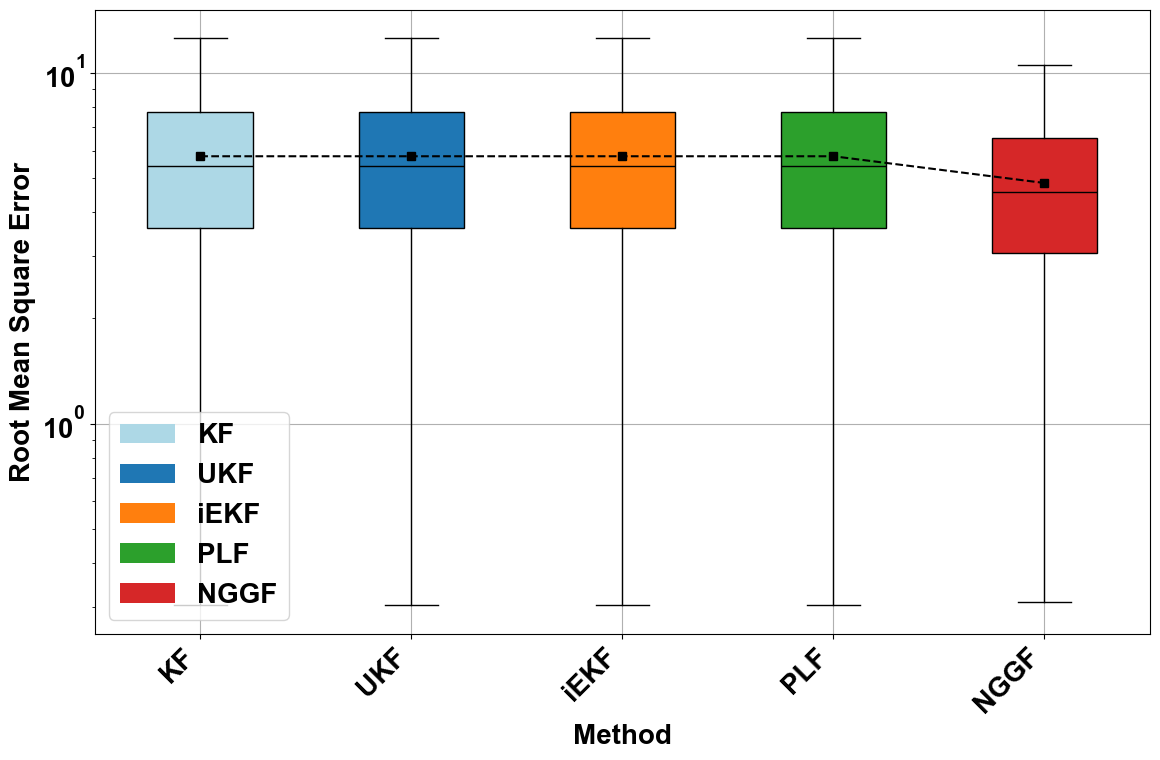 Root Mean Square Error
10^1
10^0
KF
UKF
iEKF
PLF
NGGF
KF
UKF
iEKF
PLF
NGGF
Method